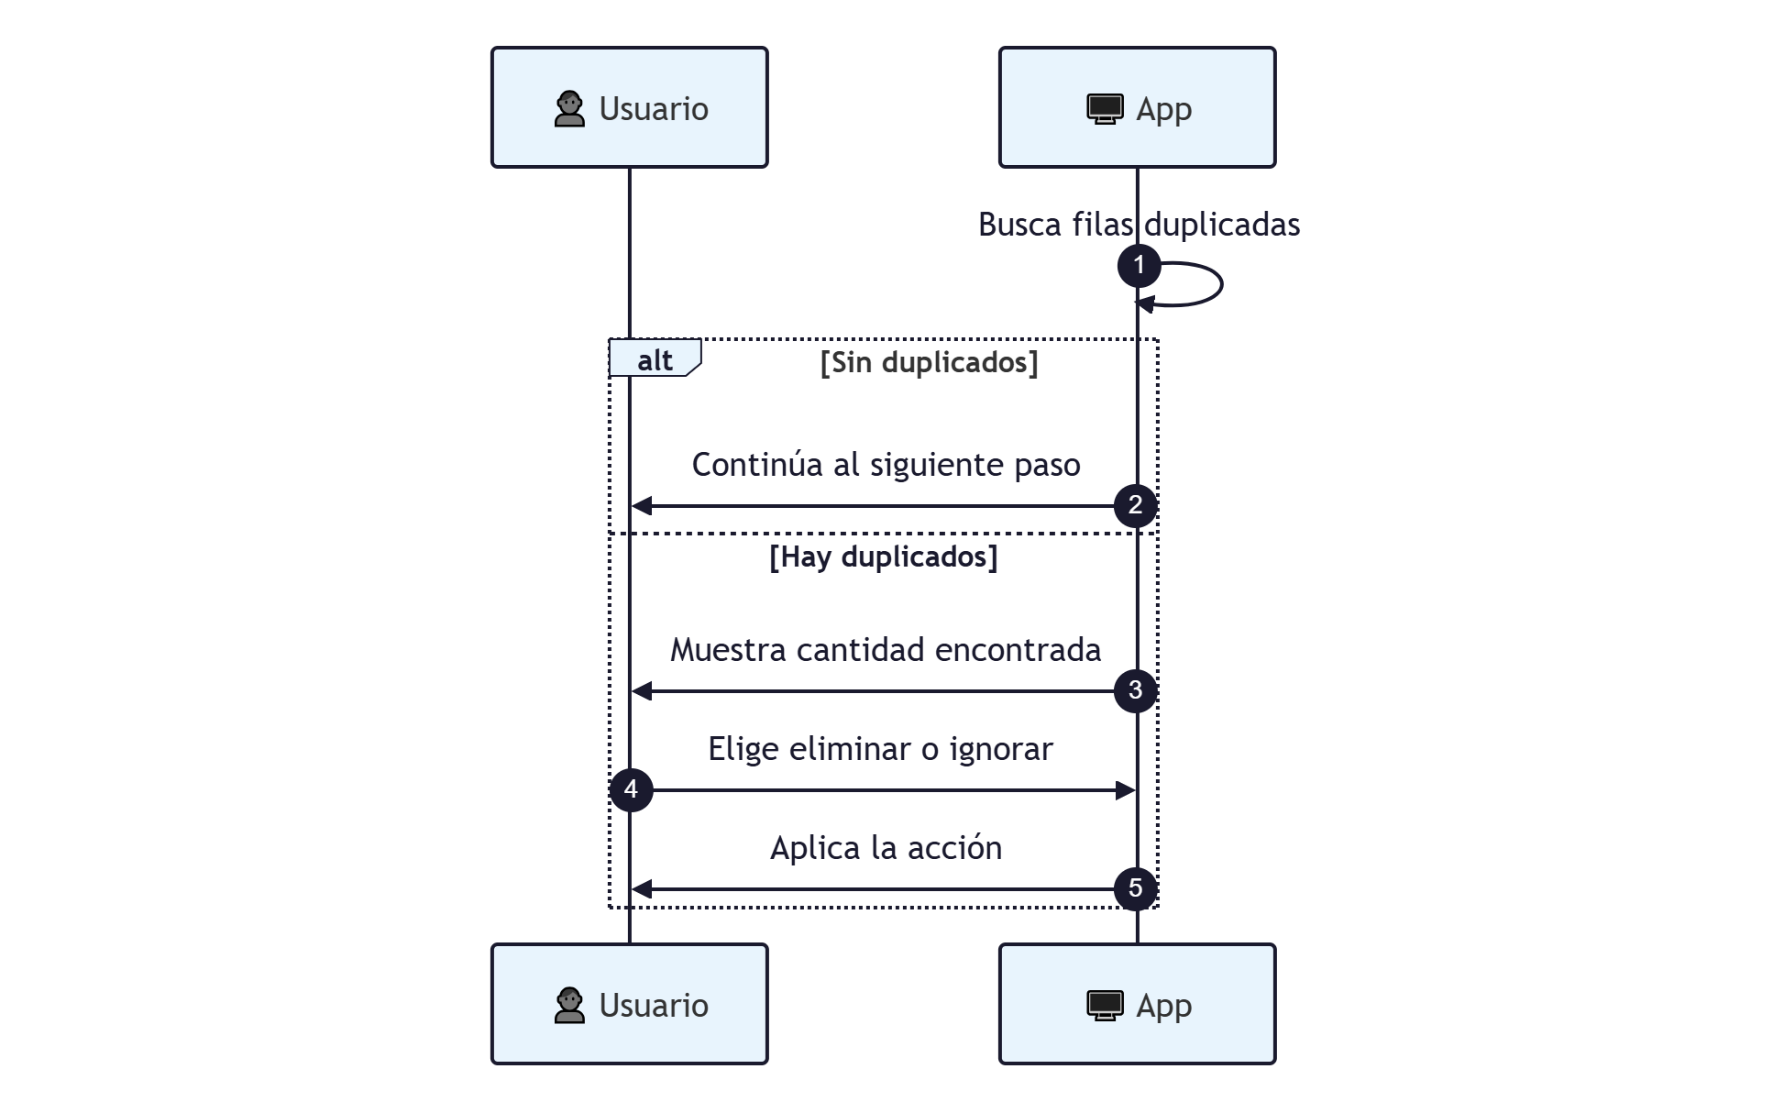 Usuario
App
Busca filas duplicadas
1
alt
[Sin duplicados]
Continúa al siguiente paso
2
[Hay duplicados]
Muestra cantidad encontrada
3
Elige eliminar o ignorar
4
Aplica la acción
5
Usuario
App